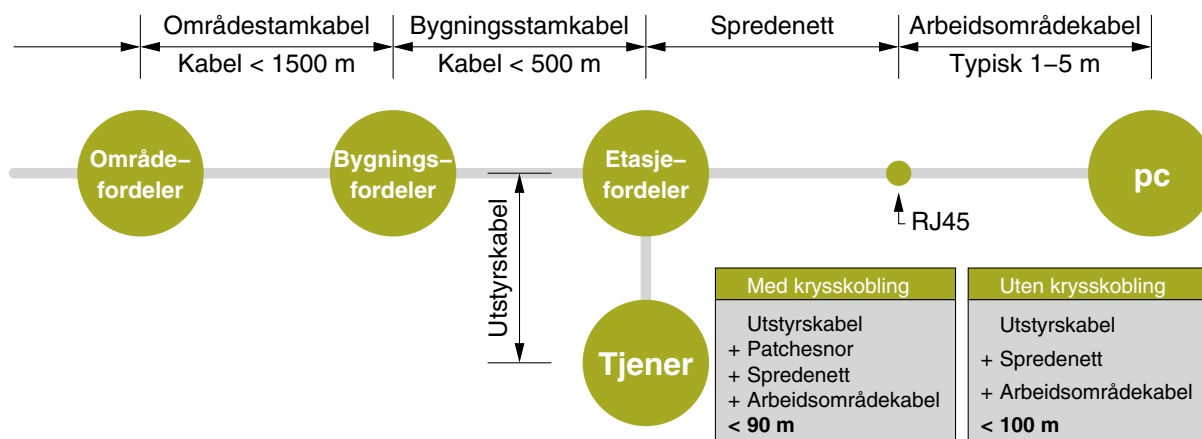 Områdestamkabel
Kabel < 1500 m
Bygningsstamkabel
Kabel < 500 m
Spredenett
Arbeidsområdekabel
Typisk 1–5 m
Område–
fordeler
Bygnings–
fordeler
Etasje–
fordeler
pc
RJ45
Utstyrskabel
Tjener
Med krysskobling
Utstyrskabel
+ Patchesnor
+ Spredenett
+ Arbeidsområdekabel
< 90 m
Uten krysskobling
Utstyrskabel
+ Spredenett
+ Arbeidsområdekabel
< 100 m